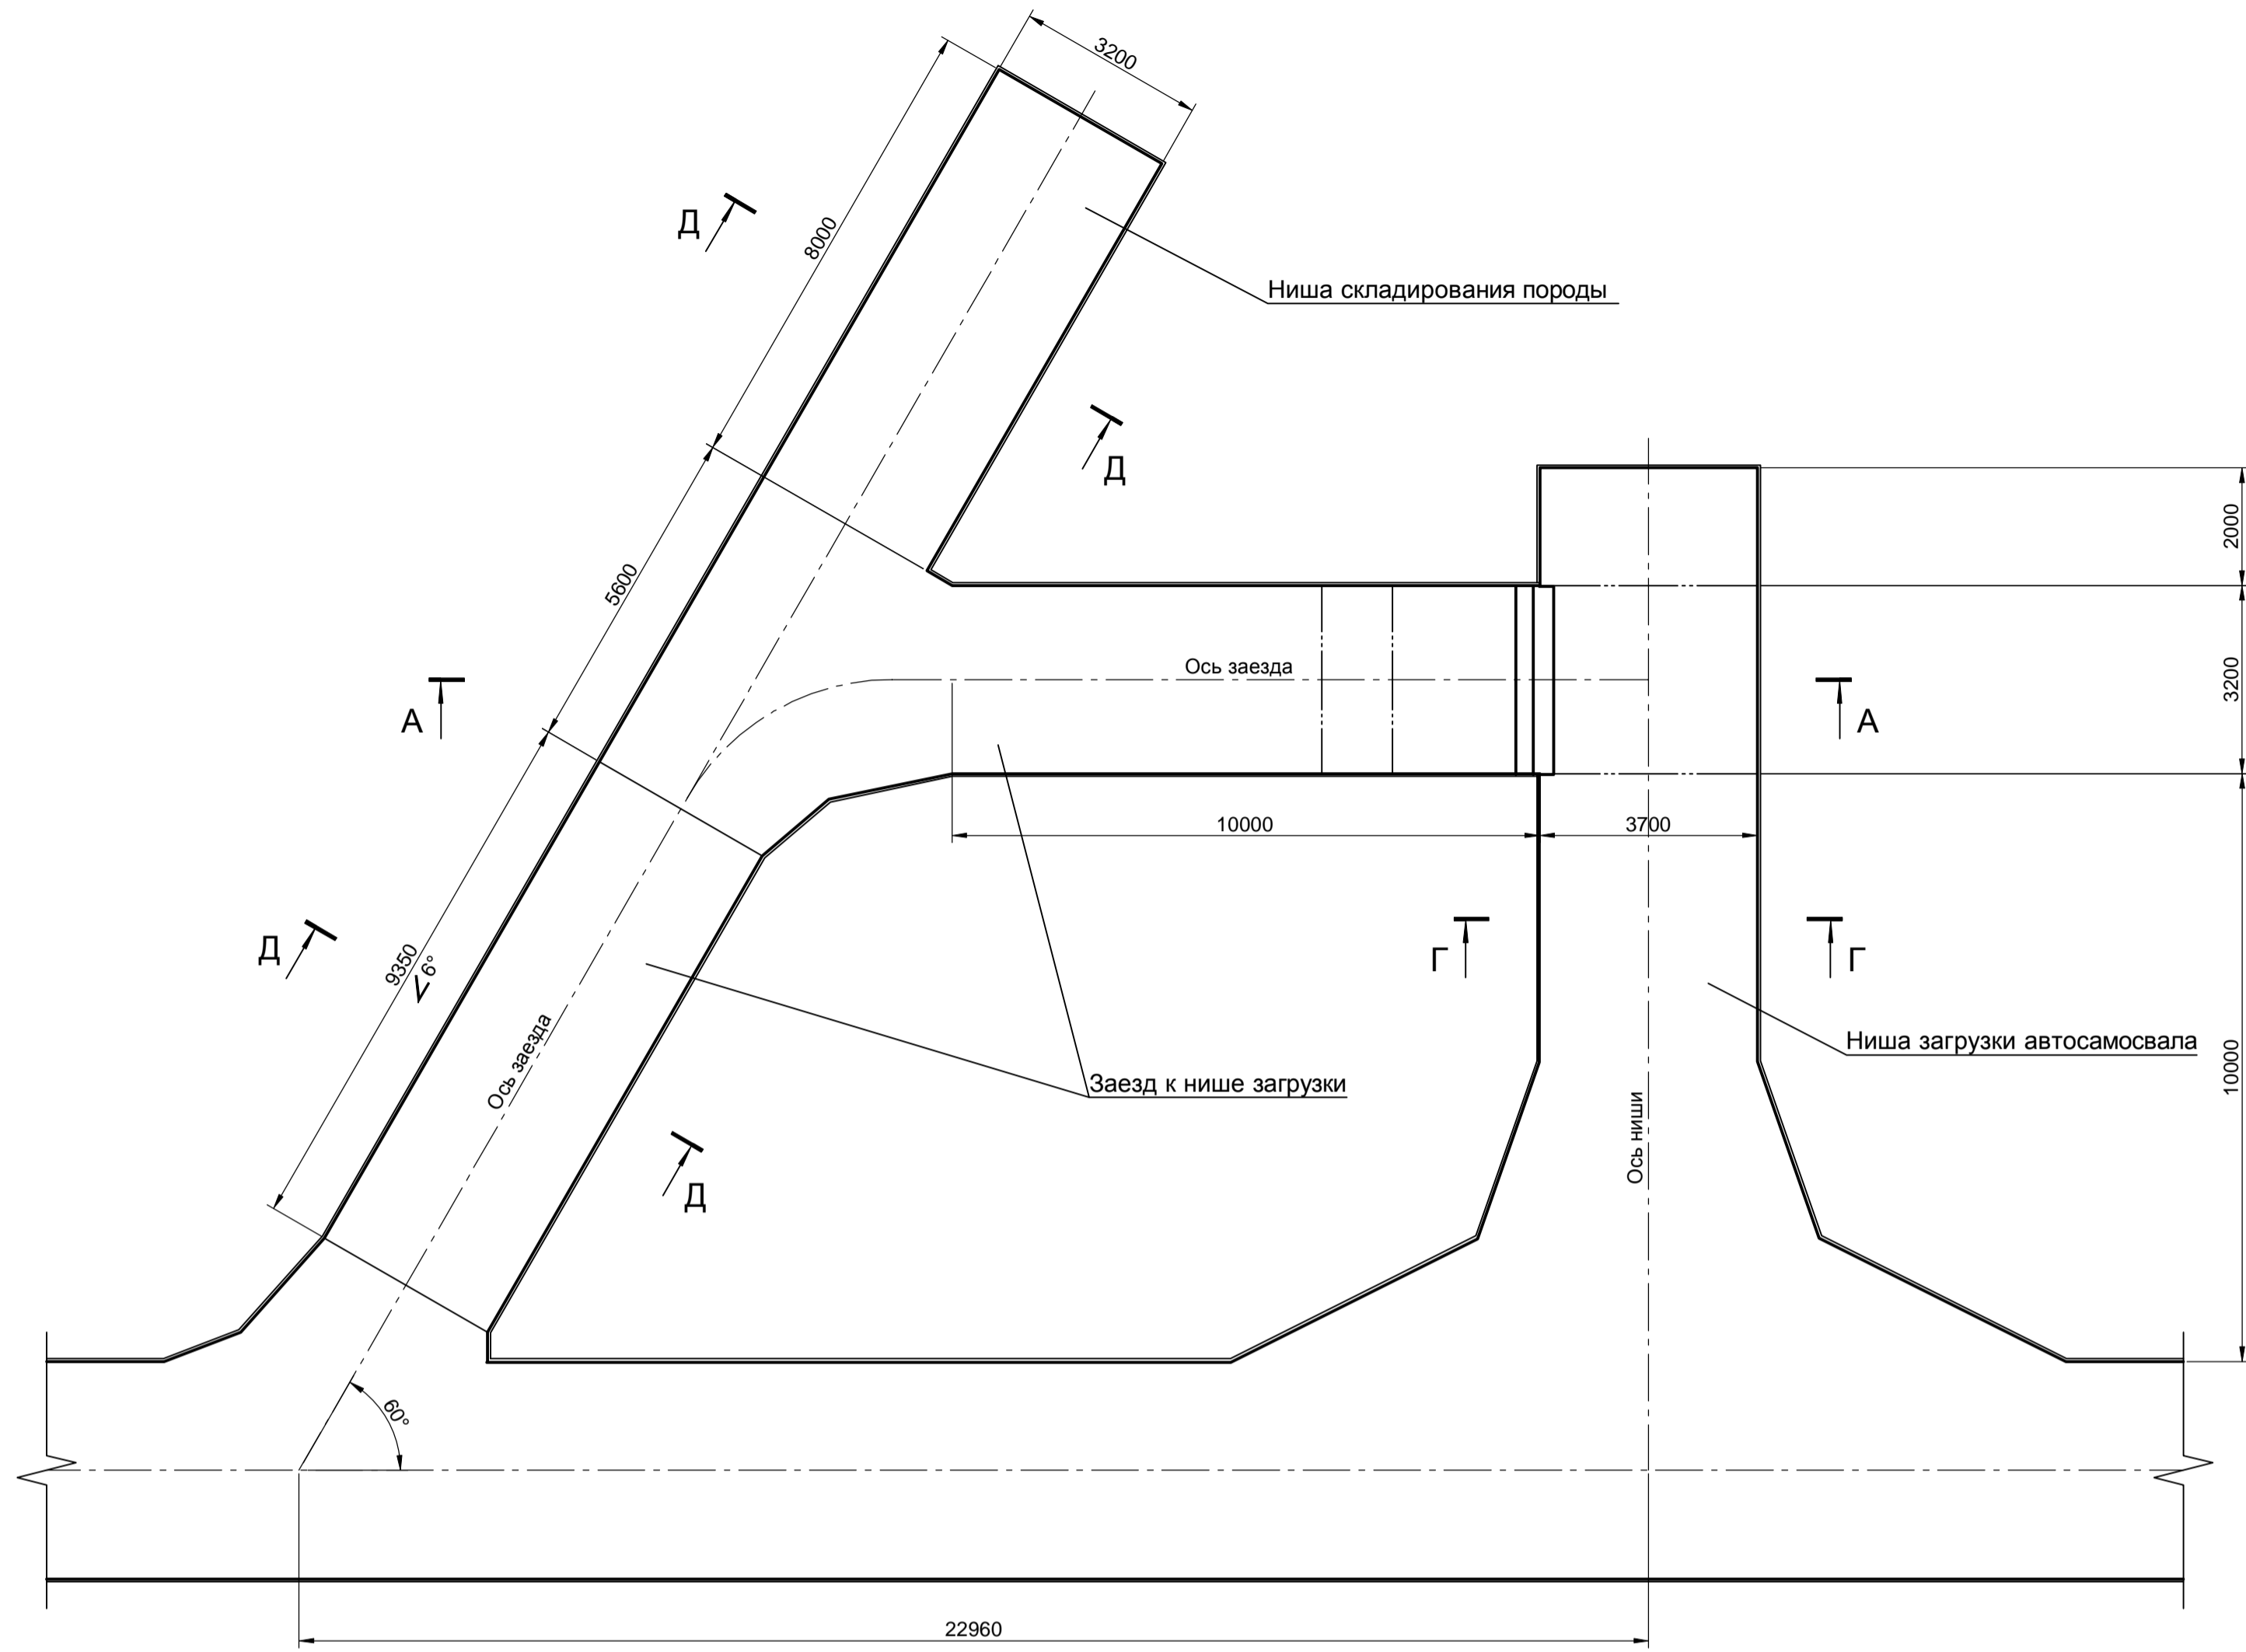 3200
Д
8000
Ниша складирования породы
Д
2000
5600
Ось заезда
3200
А
А
10000
3700
Д
9350
6°
Г
Г
Ось заезда
Ниша загрузки автосамосвала
10000
Заезд к нише загрузки
Ось ниши
Д
60°
22960